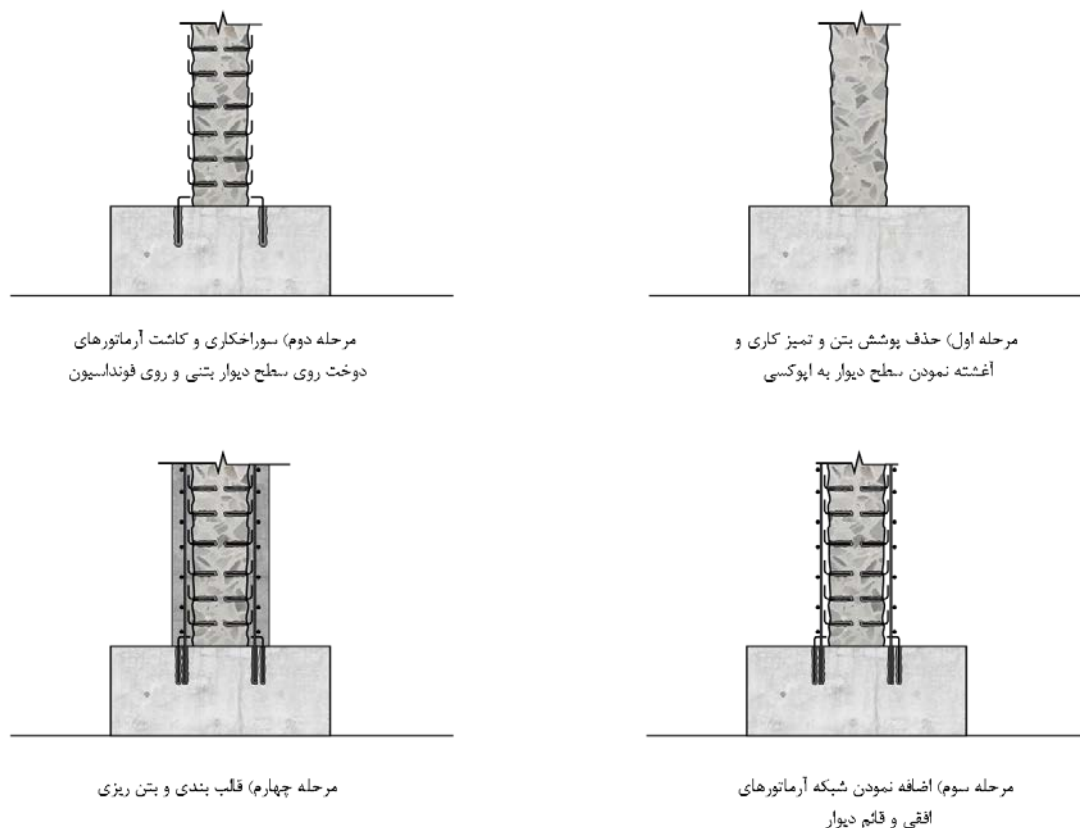 مرحله اول) حذف پوشش بتن و تمیز کاری و
آغشته نمودن سطح دیوار به اپوکسی
مرحله دوم) سوراخکاری و کاشت آرماتورهای
دوخت روی سطح دیوار بتنی و روی فونداسیون
مرحله سوم) اضافه نمودن شبکه آرماتورهای
افقی و قائم دیوار
مرحله چهارم) قالب بندی و بتن ریزی